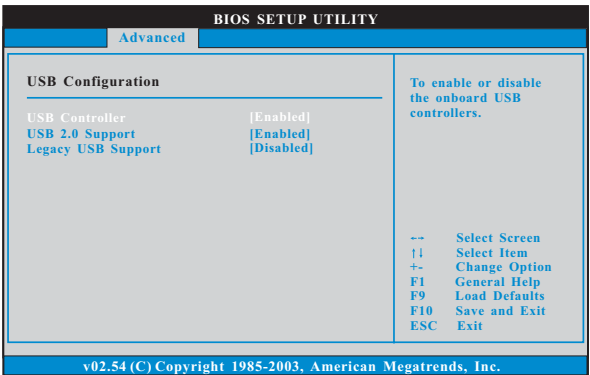 BIOS SETUP UTILITY
Advanced
USB Configuration
USB Controller [Enabled]
USB 2.0 Support [Enabled]
Legacy USB Support [Disabled]
To enable or disable
the onboard USB
controllers.
←→ Select Screen
↑↓ Select Item
+- Change Option
F1 General Help
F9 Load Defaults
F10 Save and Exit
ESC Exit
v02.54 (C) Copyright 1985-2003, American Megatrends, Inc.